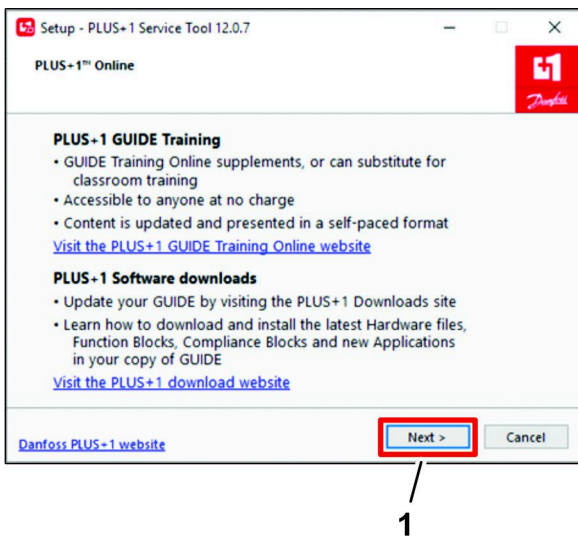 Setup - PLUS+1 Service Tool 12.0.7
PLUS+1™ Online
Danfoss
PLUS+1 GUIDE Training
• GUIDE Training Online supplements, or can substitute for
classroom training
• Accessible to anyone at no charge
• Content is updated and presented in a self-paced format
Visit the PLUS+1 GUIDE Training Online website
PLUS+1 Software downloads
• Update your GUIDE by visiting the PLUS+1 Downloads site
• Learn how to download and install the latest Hardware files,
Function Blocks, Compliance Blocks and new Applications
in your copy of GUIDE
Visit the PLUS+1 download website
Danfoss PLUS+1 website
Next >
Cancel
1